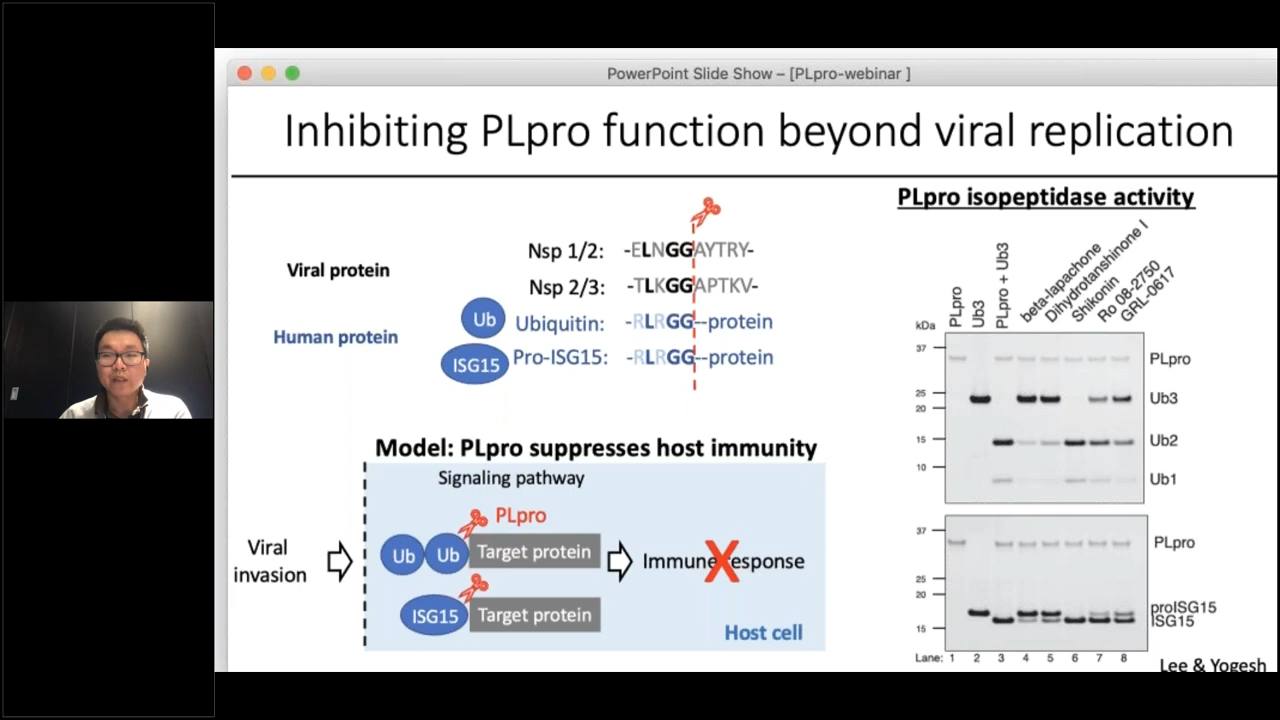 PowerPoint Slide Show – [PLpro-webinar ]
Inhibiting PLpro function beyond viral replication
Viral protein
Human protein
Nsp 1/2: -ELNGGAYTRY-
Nsp 2/3: -TLKGGAPTKV-
Ub Ubiquitin: -RLRGG--protein
ISG15 Pro-ISG15: -RLRGG--protein
Model: PLpro suppresses host immunity
Signaling pathway
PLpro
Viral
invasion
Ub Ub Target protein
Immune response
ISG15 Target protein
Host cell
PLpro isopeptidase activity
PLpro
Ub3
PLpro + Ub3
beta-lapachone
Dihydrotanshinone I
Shikonin
Ro 08-2750
GRL-0617
kDa
37
25
20
15
10
PLpro
Ub3
Ub2
Ub1
37
25
20
15
PLpro
proISG15
ISG15
Lane: 1 2 3 4 5 6 7 8
Lee & Yogesh